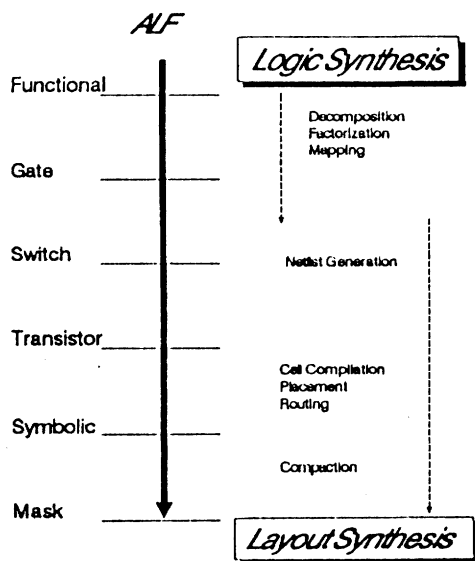 ALF
Logic Synthesis
Functional
Decomposition
Factorization
Mapping
Gate
Switch
Netlist Generation
Transistor
Cell Compilation
Placement
Routing
Symbolic
Compaction
Mask
Layout Synthesis